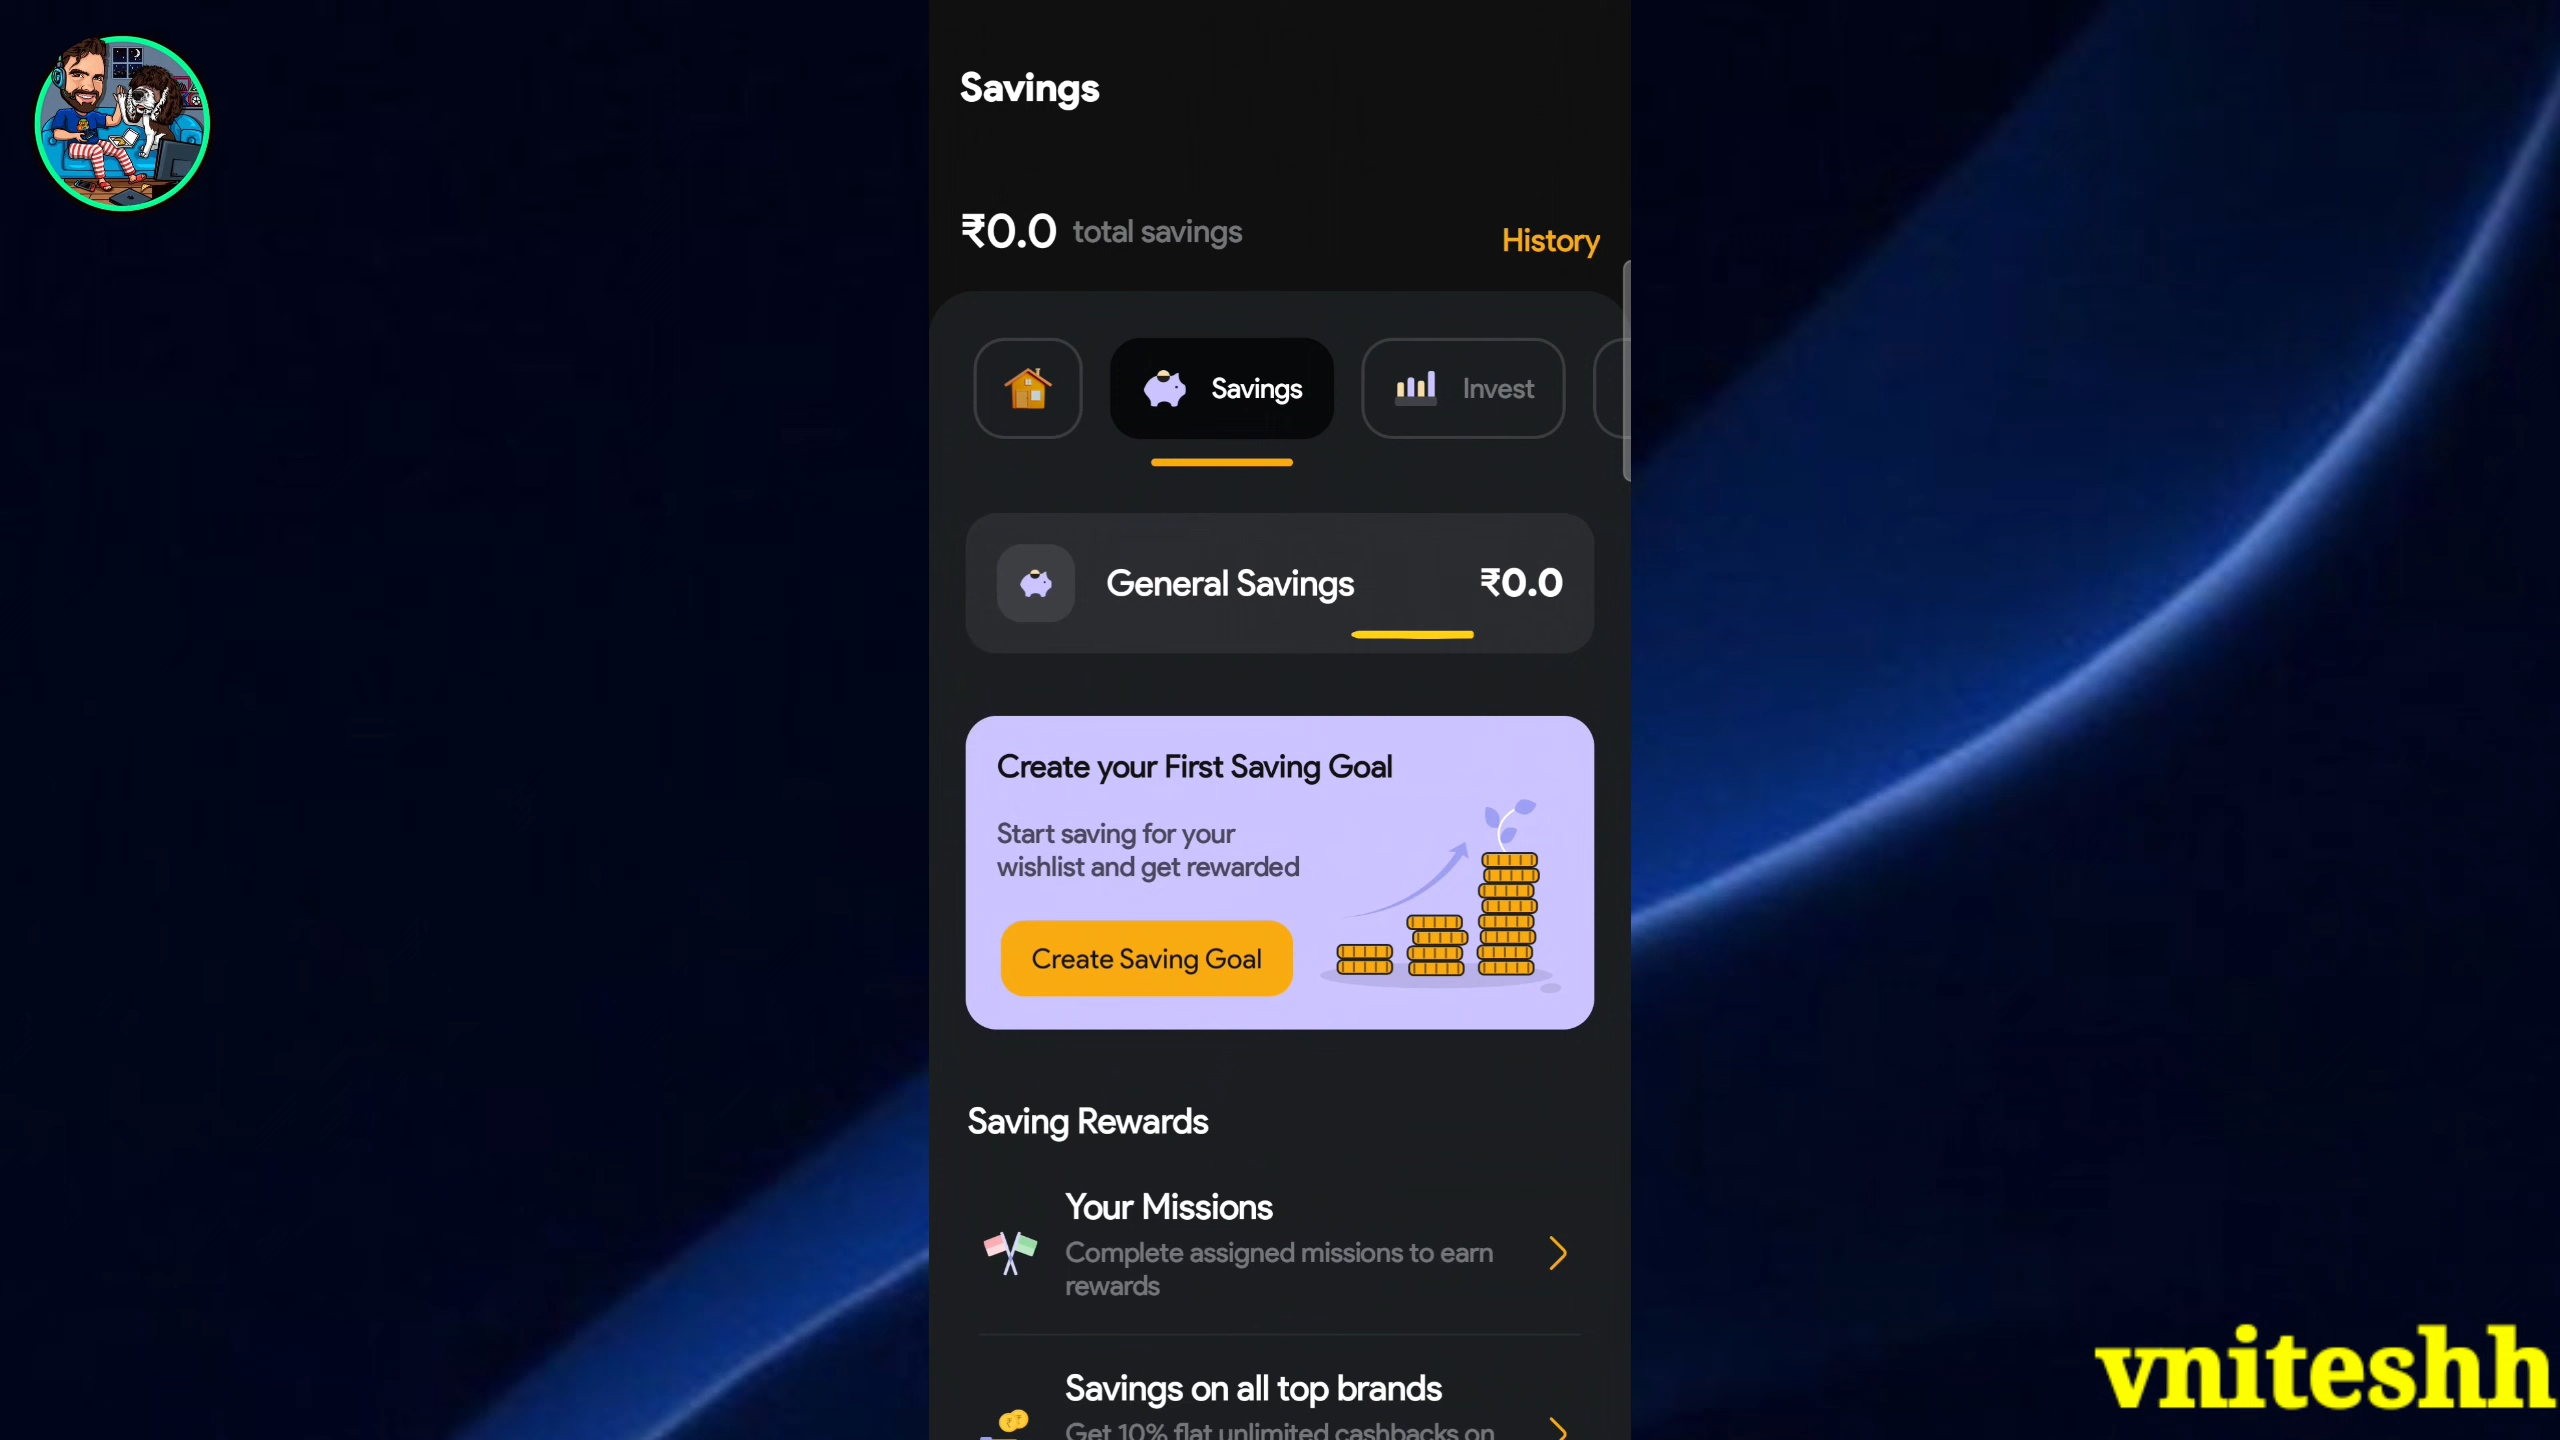 Savings
₹0.0 total savings
History
Savings
Invest
General Savings
₹0.0
Create your First Saving Goal
Start saving for your
wishlist and get rewarded
Create Saving Goal
Saving Rewards
Your Missions
Complete assigned missions to earn
rewards
Savings on all top brands
Get 10% flat unlimited cashbacks on
vniteshh